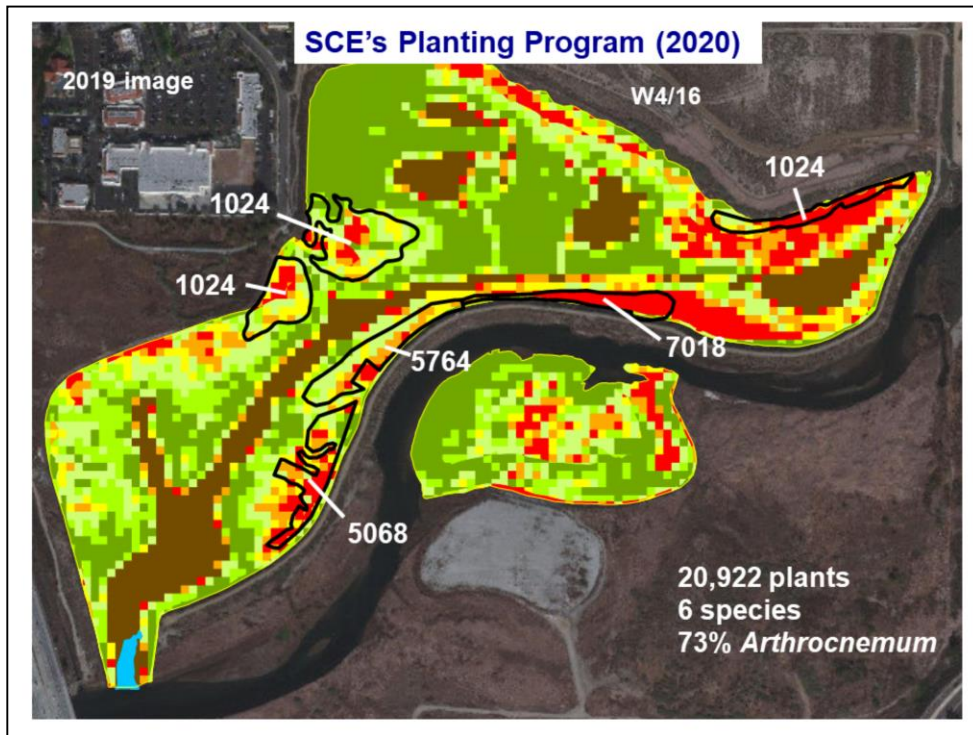 SCE's Planting Program (2020)
2019 image
W4/16
1024
1024
1024
7018
5764
5068
20,922 plants
6 species
73% Arthrocnemum